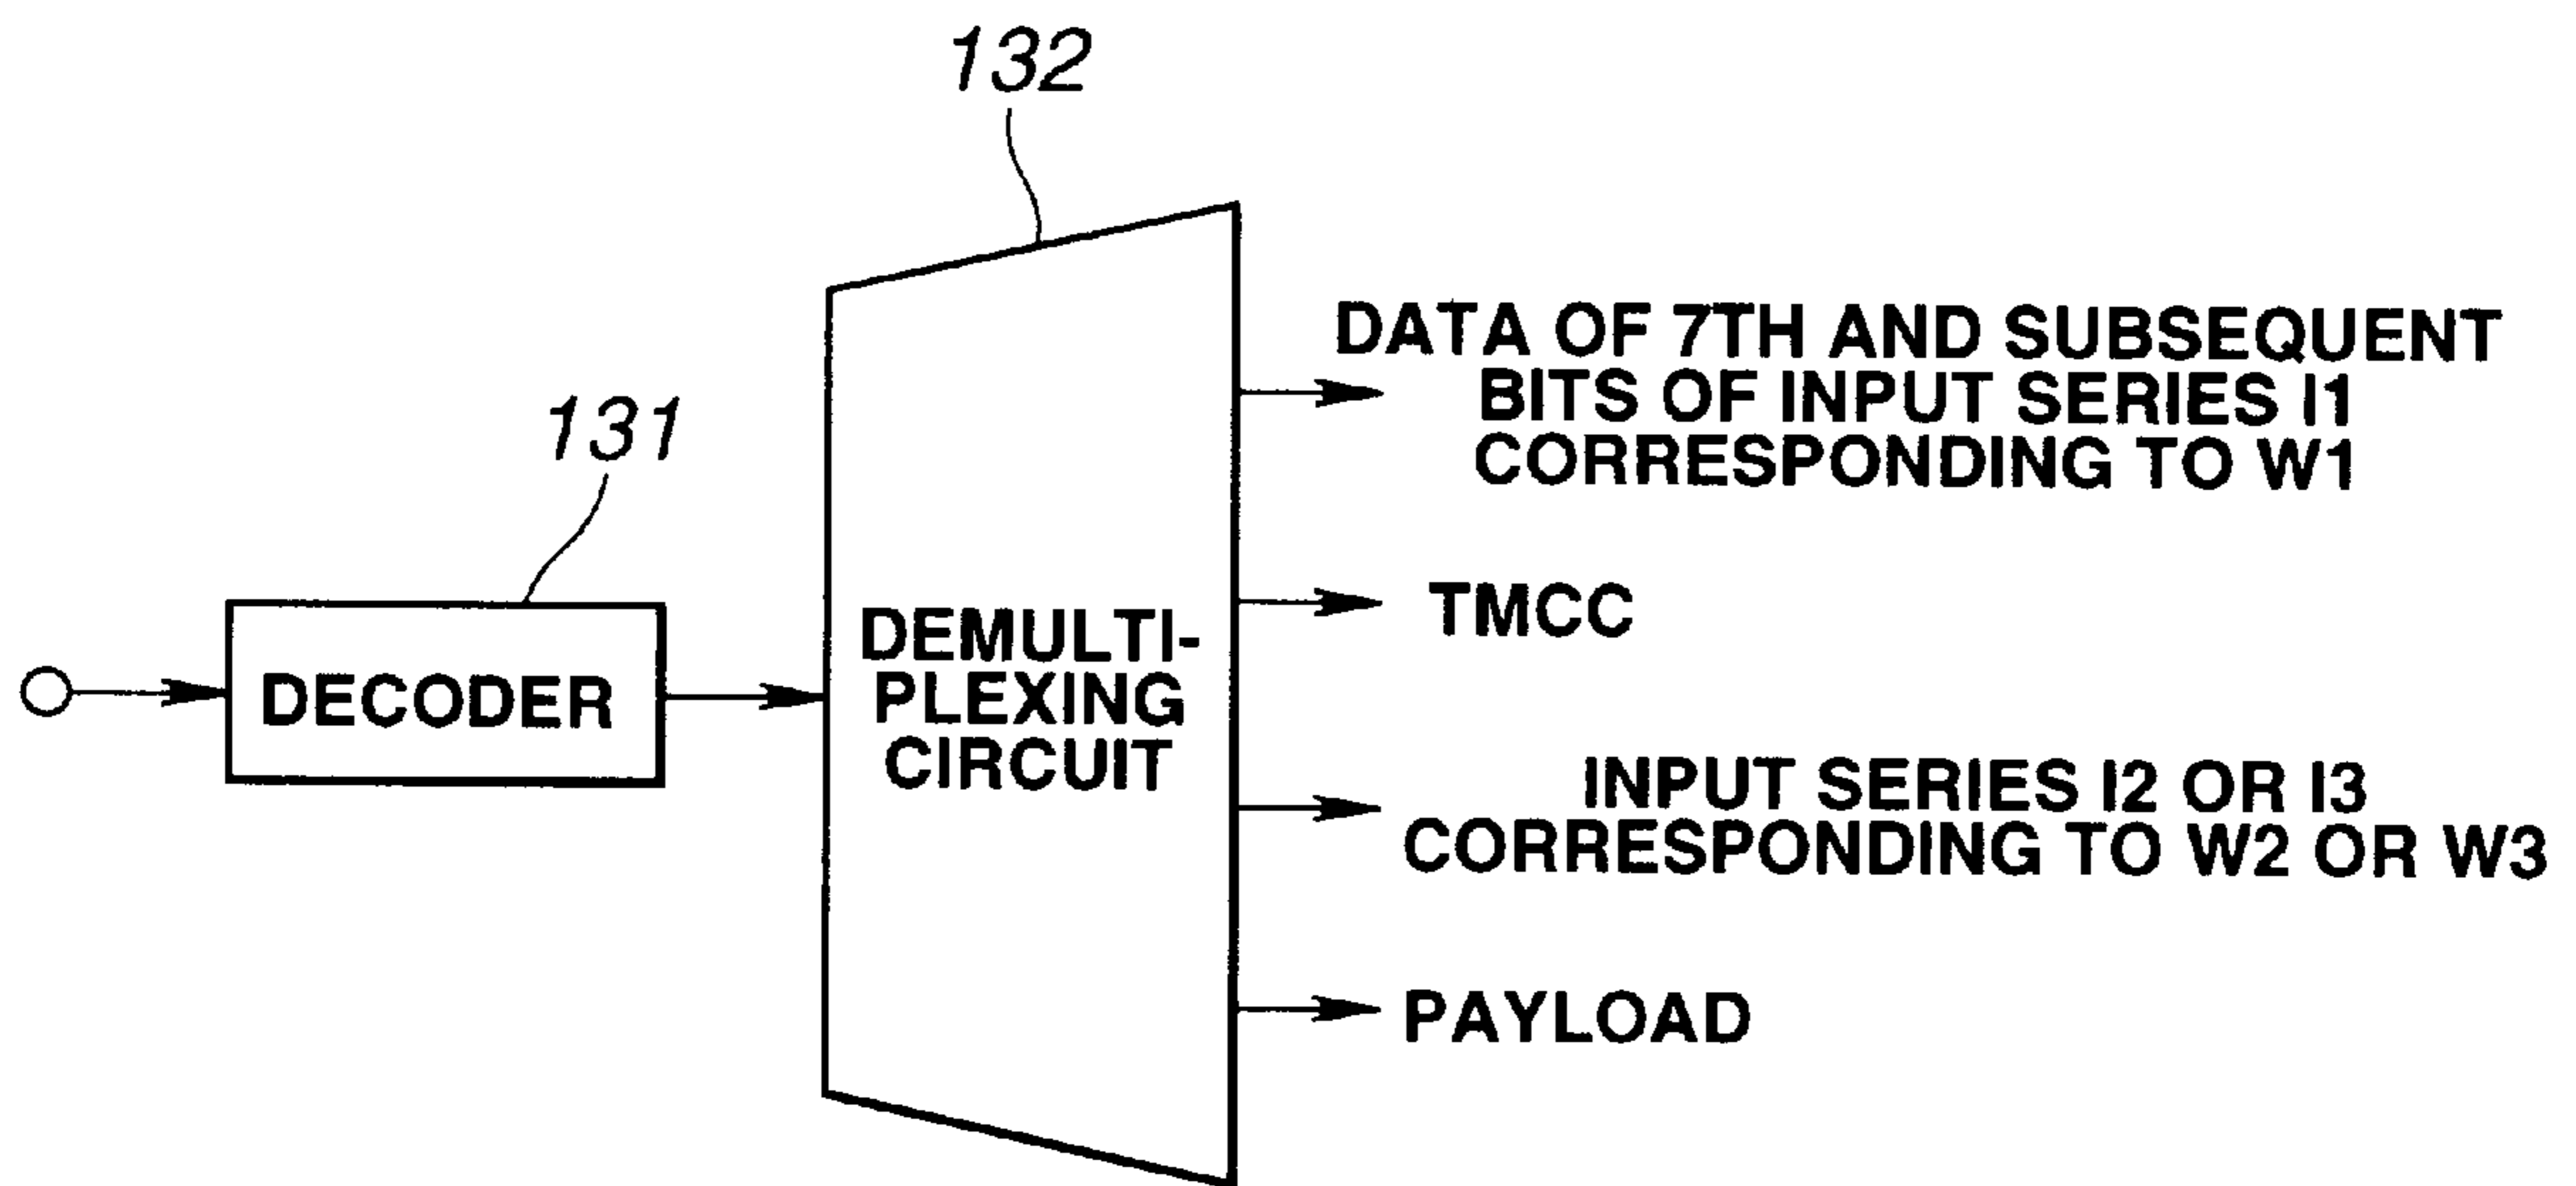 132
131
DECODER
DEMULTI-
PLEXING
CIRCUIT
DATA OF 7TH AND SUBSEQUENT
BITS OF INPUT SERIES I1
CORRESPONDING TO W1
TMCC
INPUT SERIES I2 OR I3
CORRESPONDING TO W2 OR W3
PAYLOAD